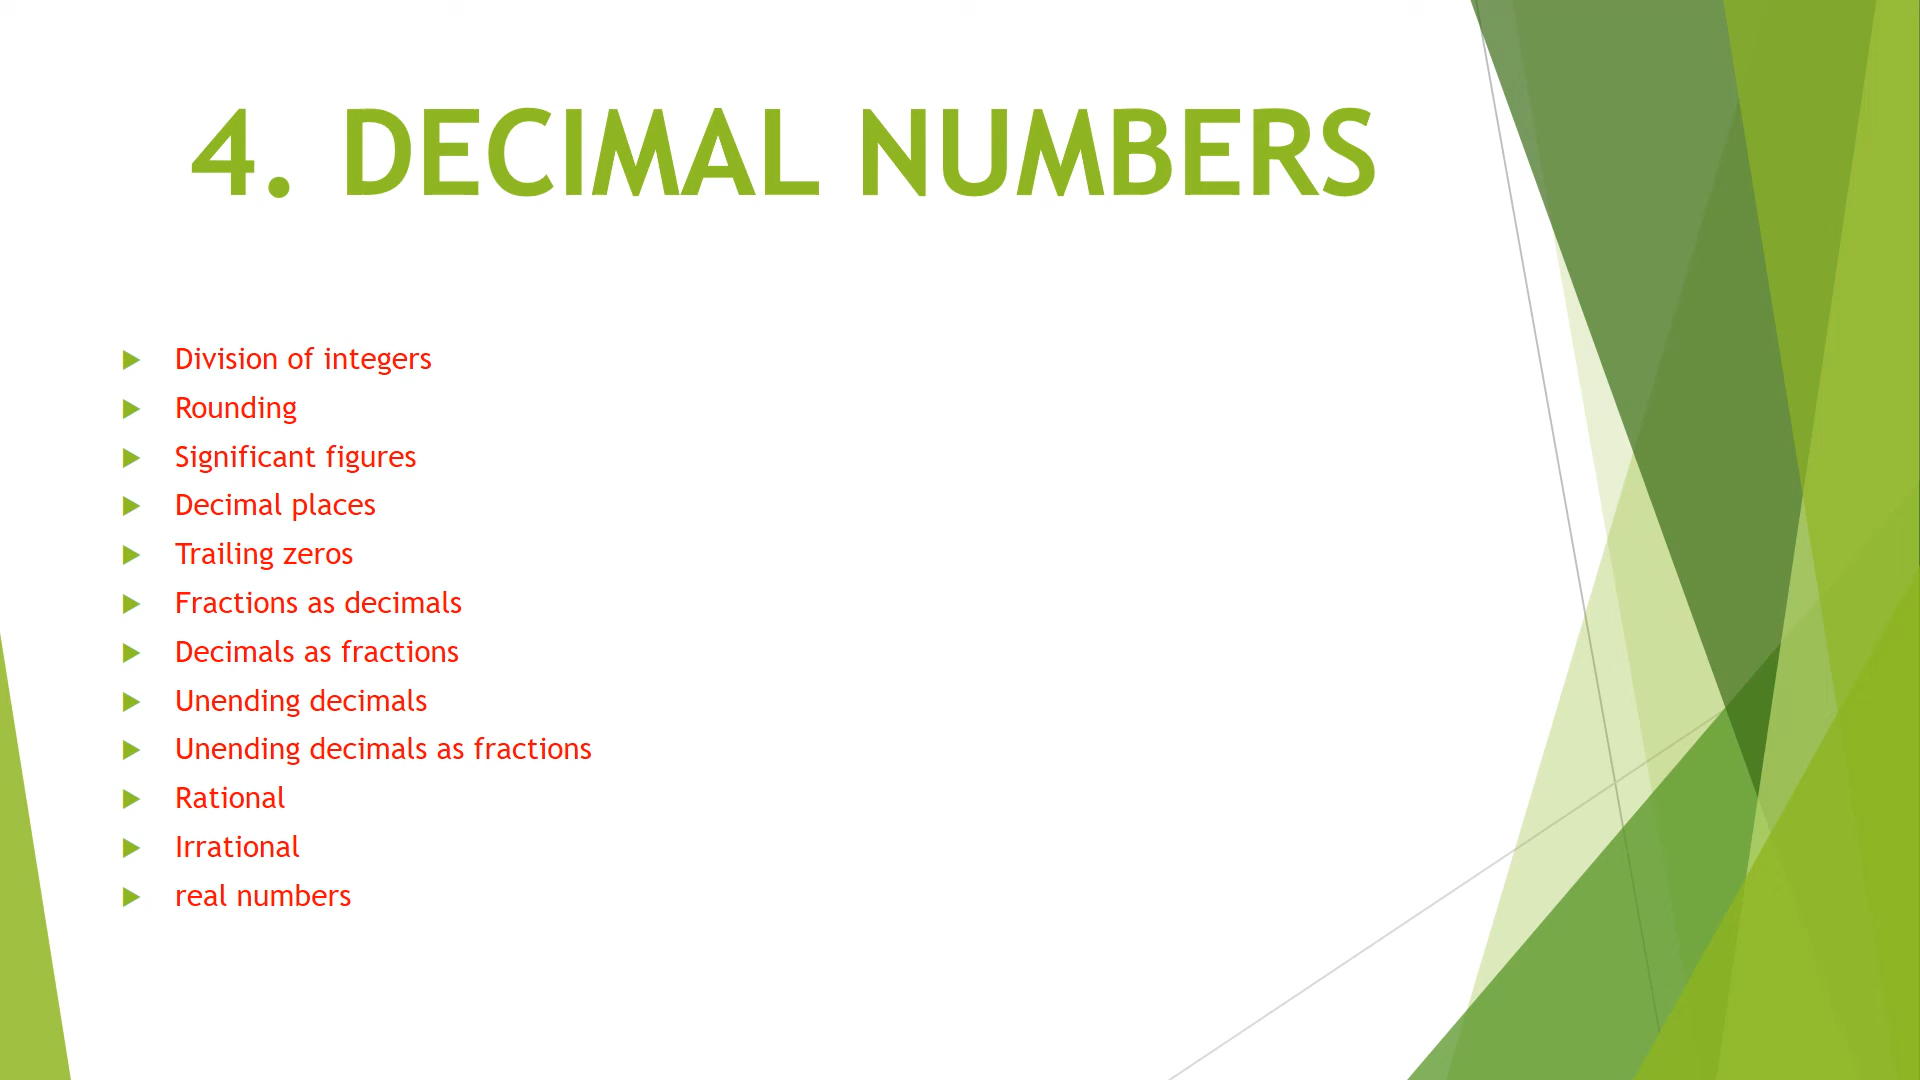 4. DECIMAL NUMBERS
Division of integers
Rounding
Significant figures
Decimal places
Trailing zeros
Fractions as decimals
Decimals as fractions
Unending decimals
Unending decimals as fractions
Rational
Irrational
real numbers